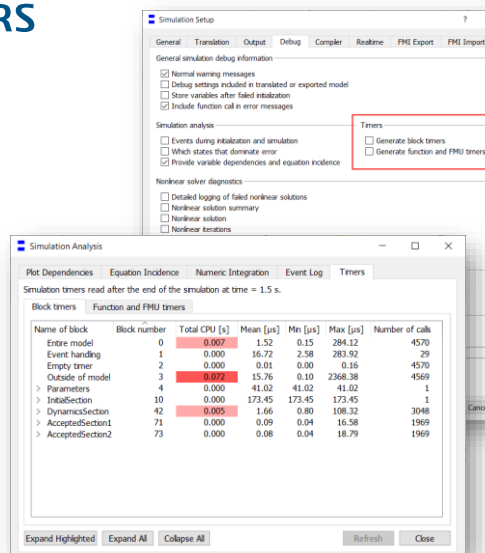 RS
Simulation Setup ?
General Translation Output Debug Compiler Realtime FMI Export FMI Import
General simulation debug information
Normal warning messages
Debug settings included in translated or exported model
Store variables after failed initialization
Include function call in error messages
Simulation analysis Timers
Events during initialization and simulation Generate block timers
Which states that dominate error Generate function and FMU timers
Provide variable dependencies and equation incidence
Nonlinear solver diagnostics
Detailed logging of failed nonlinear solutions
Nonlinear solution summary
Nonlinear solution
Nonlinear iterations
Simulation Analysis
Plot Dependencies Equation Incidence Numeric Integration Event Log Timers
Simulation timers read after the end of the simulation at time = 1.5 s.
Block timers Function and FMU timers
Name of block Block number Total CPU [s] Mean [µs] Min [µs] Max [µs] Number of calls
Entire model 0 0.007 1.52 0.15 284.12 4570
Event handling 1 0.000 16.72 2.58 283.92 29
Empty timer 2 0.000 0.01 0.00 0.16 4570
Outside of model 3 0.072 15.76 0.10 2368.38 4569
> Parameters 4 0.000 41.02 41.02 41.02 1
> InitialSection 10 0.000 173.45 173.45 173.45 1
> DynamicsSection 42 0.005 1.66 0.80 108.32 3048
> AcceptedSection1 71 0.000 0.09 0.04 16.58 1969
> AcceptedSection2 73 0.000 0.08 0.04 18.79 1969
Expand Highlighted Expand All Collapse All Refresh Close